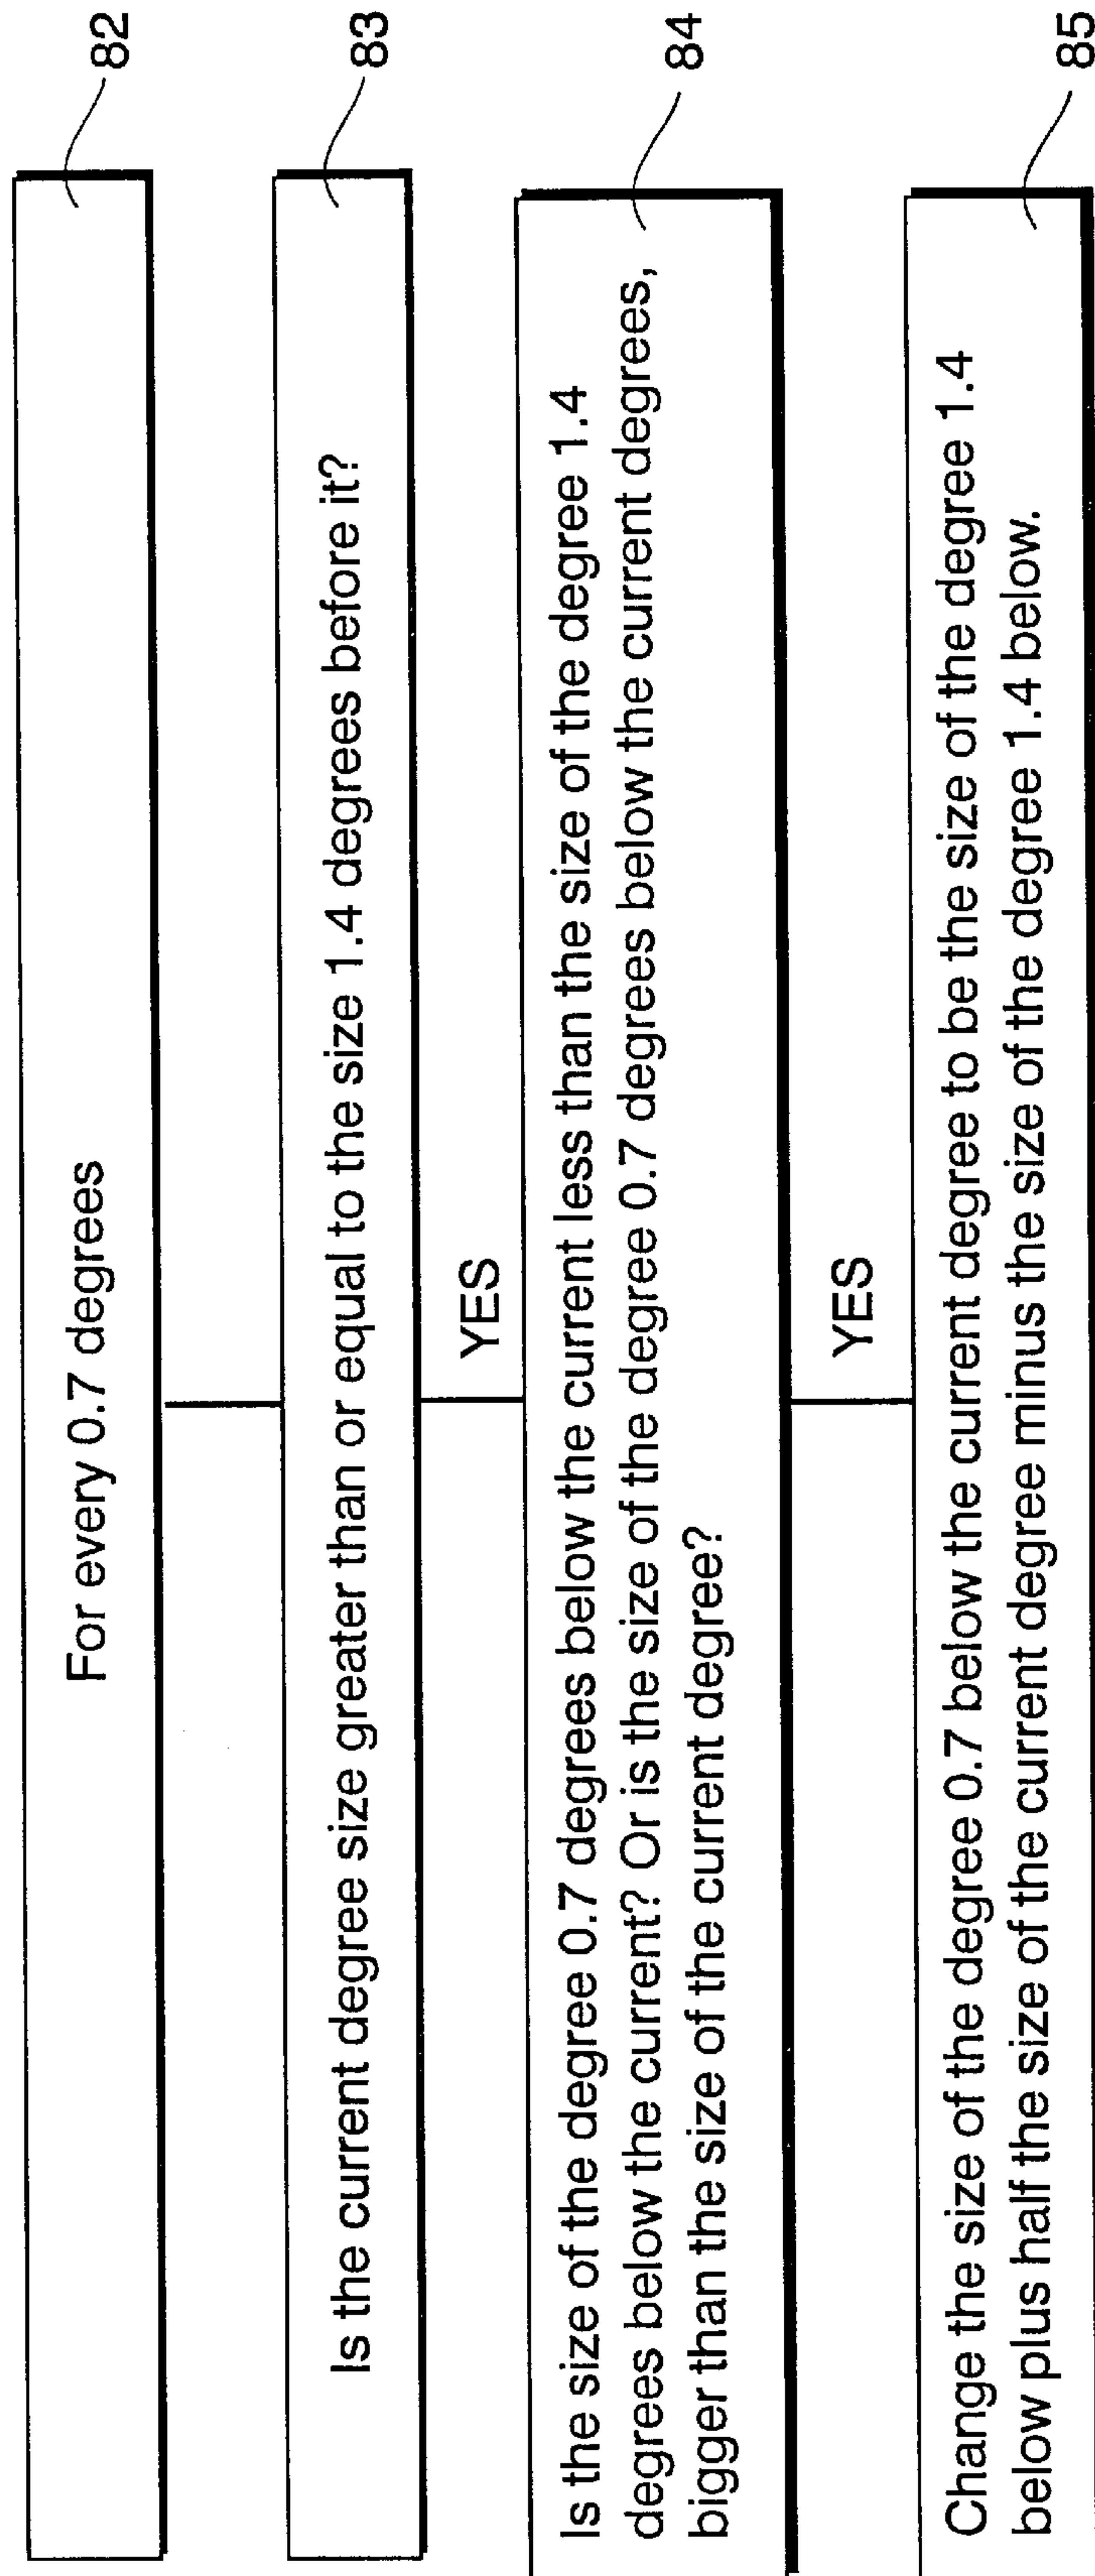 For every 0.7 degrees
82
Is the current degree size greater than or equal to the size 1.4 degrees before it?
83
YES
Is the size of the degree 0.7 degrees below the current less than the size of the degree 1.4
degrees below the current? Or is the size of the degree 0.7 degrees below the current degrees,
bigger than the size of the current degree?
84
YES
Change the size of the degree 0.7 below the current degree to be the size of the degree 1.4
below plus half the size of the current degree minus the size of the degree 1.4 below.
85